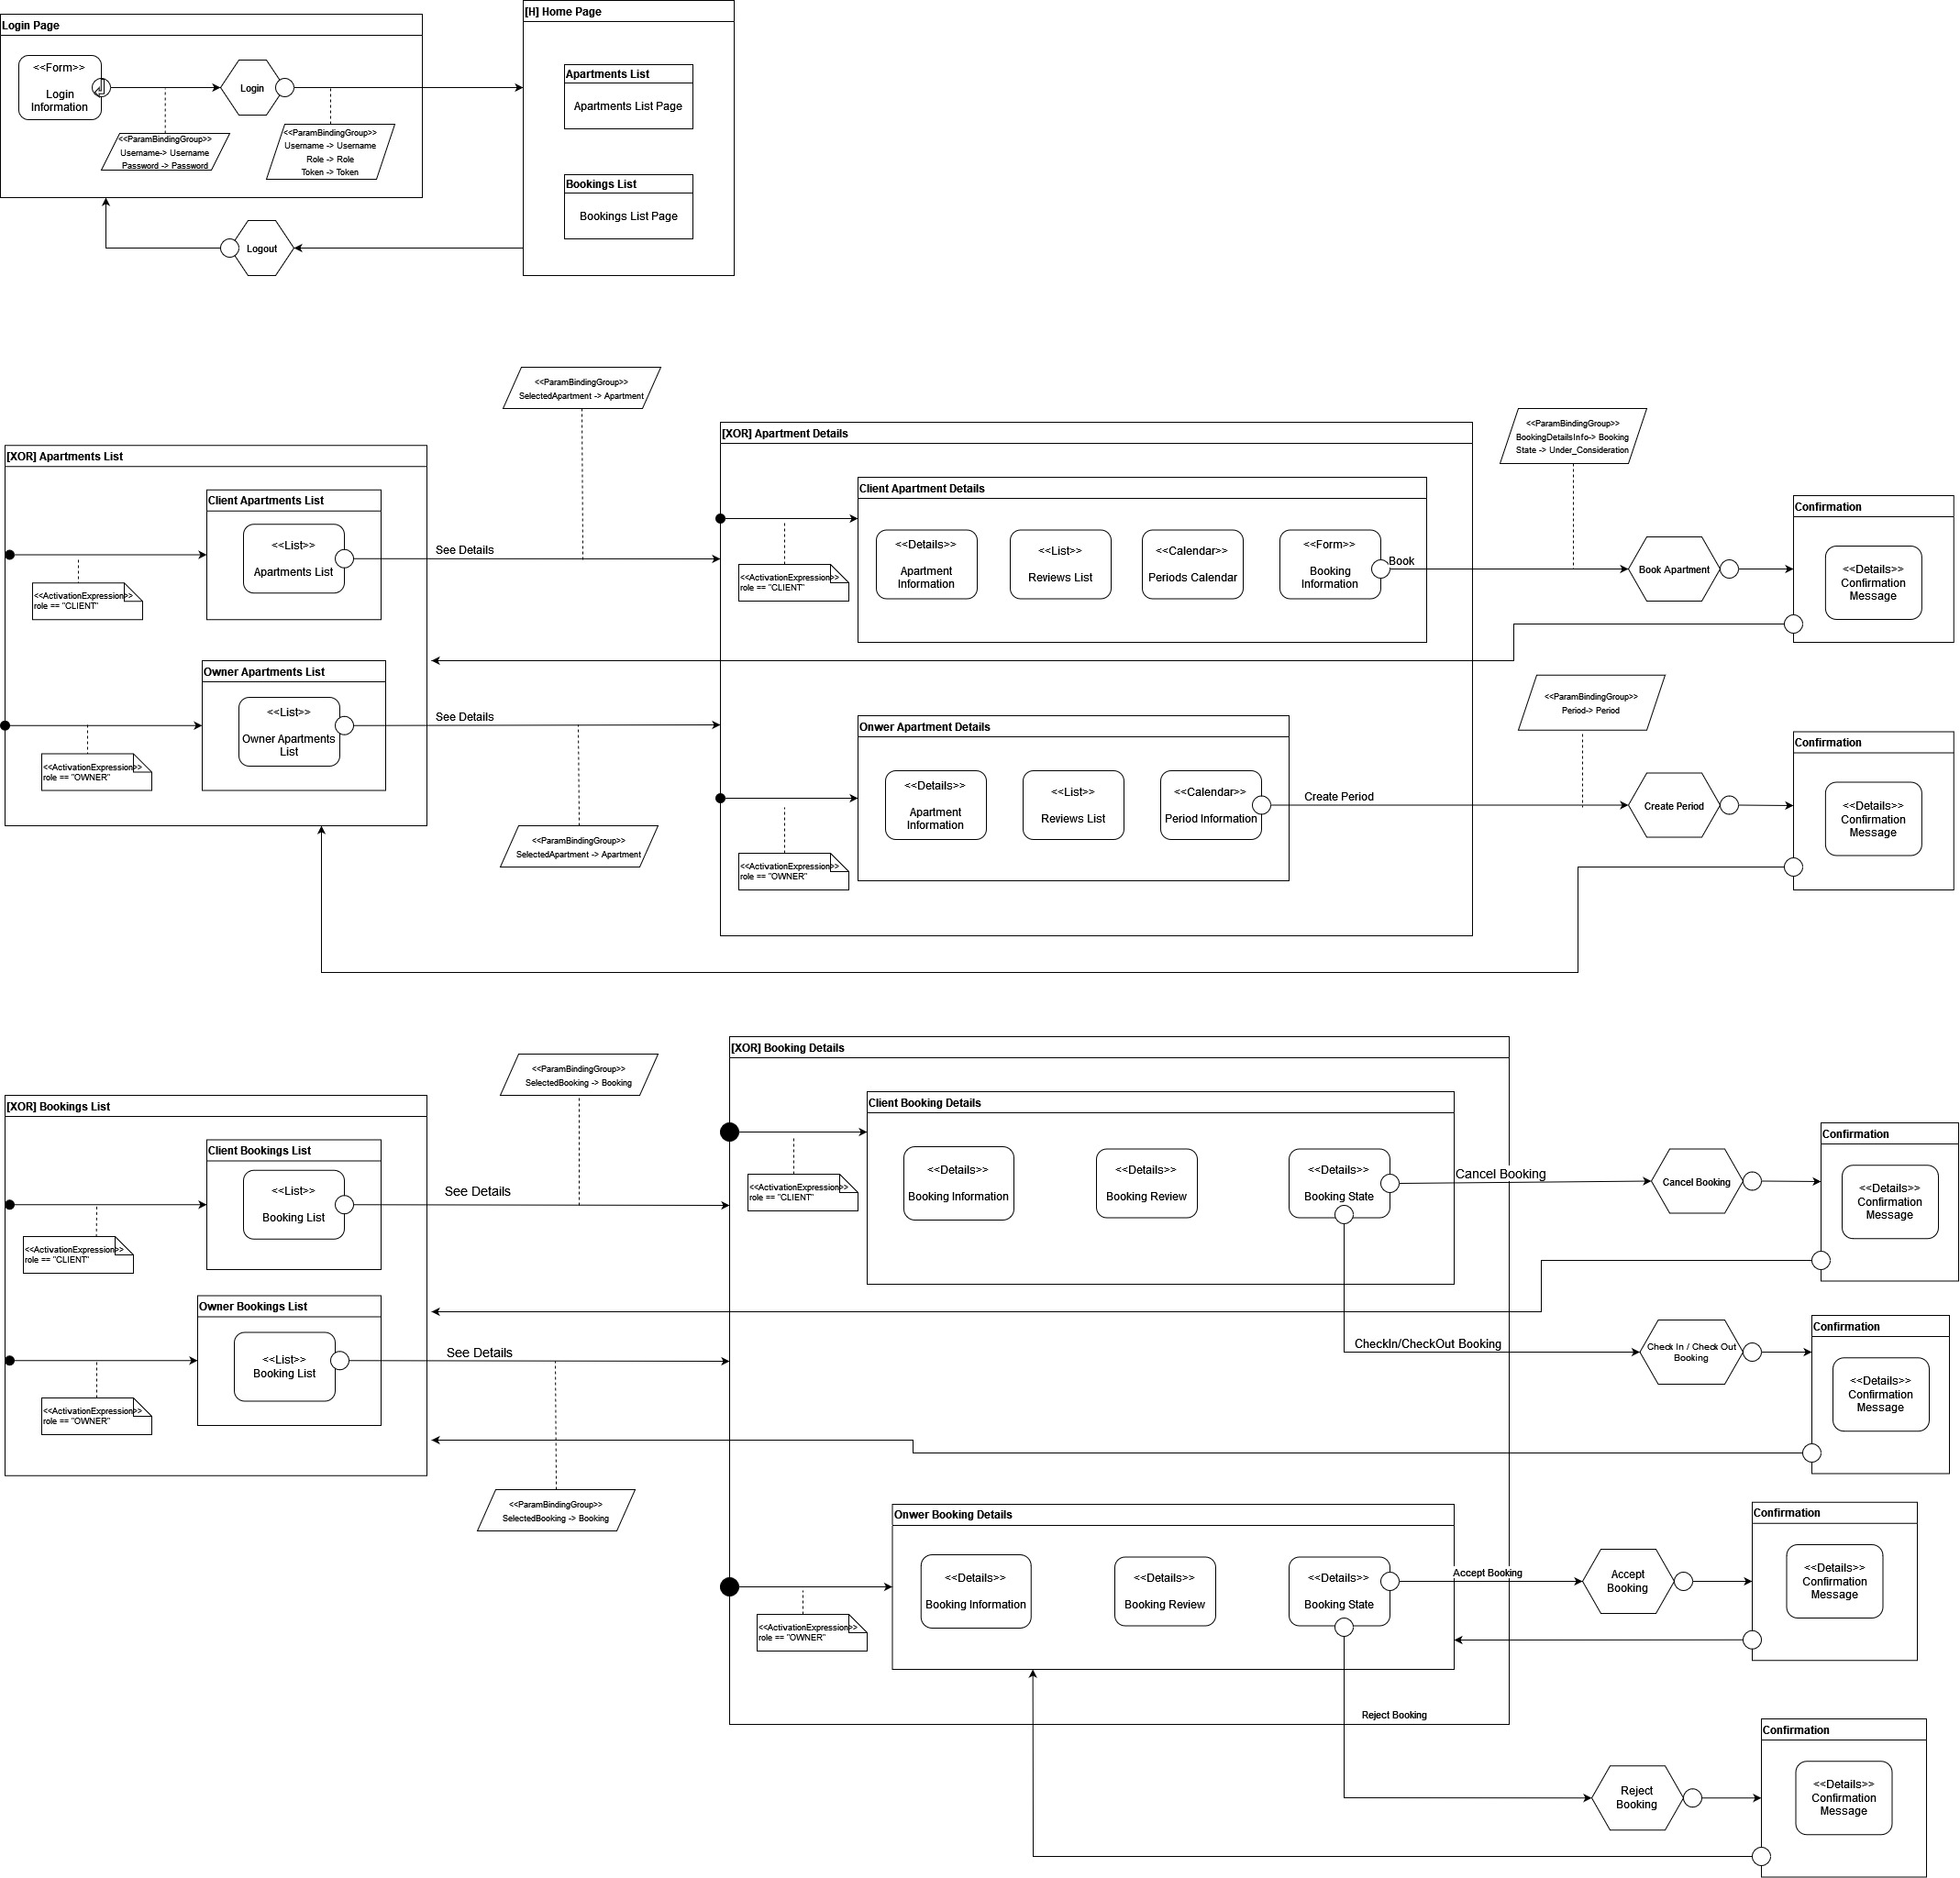 Login Page
<<Form>>
Login
Information
Login
<<ParamBindingGroup>>
Username-> Username
Password -> Password
<<ParamBindingGroup>>
Username -> Username
Role -> Role
Token -> Token
Logout
[H] Home Page
Apartments List
Apartments List Page
Bookings List
Bookings List Page
[XOR] Apartments List
Client Apartments List
<<List>>
Apartments List
<<ActivationExpression>>
role == "CLIENT"
Owner Apartments List
<<List>>
Owner Apartments
List
<<ActivationExpression>>
role == "OWNER"
<<ParamBindingGroup>>
SelectedApartment -> Apartment
See Details
See Details
<<ParamBindingGroup>>
SelectedApartment -> Apartment
[XOR] Apartment Details
Client Apartment Details
<<ActivationExpression>>
role == "CLIENT"
<<Details>>
Apartment
Information
<<List>>
Reviews List
<<Calendar>>
Periods Calendar
<<Form>>
Booking
Information
Book
<<ParamBindingGroup>>
BookingDetailsInfo-> Booking
State -> Under_Consideration
Book Apartment
Confirmation
<<Details>>
Confirmation
Message
Onwer Apartment Details
<<ActivationExpression>>
role == "OWNER"
<<Details>>
Apartment
Information
<<List>>
Reviews List
<<Calendar>>
Period Information
Create Period
<<ParamBindingGroup>>
Period-> Period
Create Period
Confirmation
<<Details>>
Confirmation
Message
[XOR] Bookings List
Client Bookings List
<<List>>
Booking List
<<ActivationExpression>>
role == "CLIENT"
Owner Bookings List
<<List>>
Booking List
<<ActivationExpression>>
role == "OWNER"
<<ParamBindingGroup>>
SelectedBooking -> Booking
See Details
See Details
<<ParamBindingGroup>>
SelectedBooking -> Booking
[XOR] Booking Details
Client Booking Details
<<ActivationExpression>>
role == "CLIENT"
<<Details>>
Booking Information
<<Details>>
Booking Review
<<Details>>
Booking State
Cancel Booking
Cancel Booking
Confirmation
<<Details>>
Confirmation
Message
CheckIn/CheckOut Booking
Check In / Check Out
Booking
Confirmation
<<Details>>
Confirmation
Message
Onwer Booking Details
<<ActivationExpression>>
role == "OWNER"
<<Details>>
Booking Information
<<Details>>
Booking Review
<<Details>>
Booking State
Accept Booking
Accept
Booking
Confirmation
<<Details>>
Confirmation
Message
Reject Booking
Reject
Booking
Confirmation
<<Details>>
Confirmation
Message